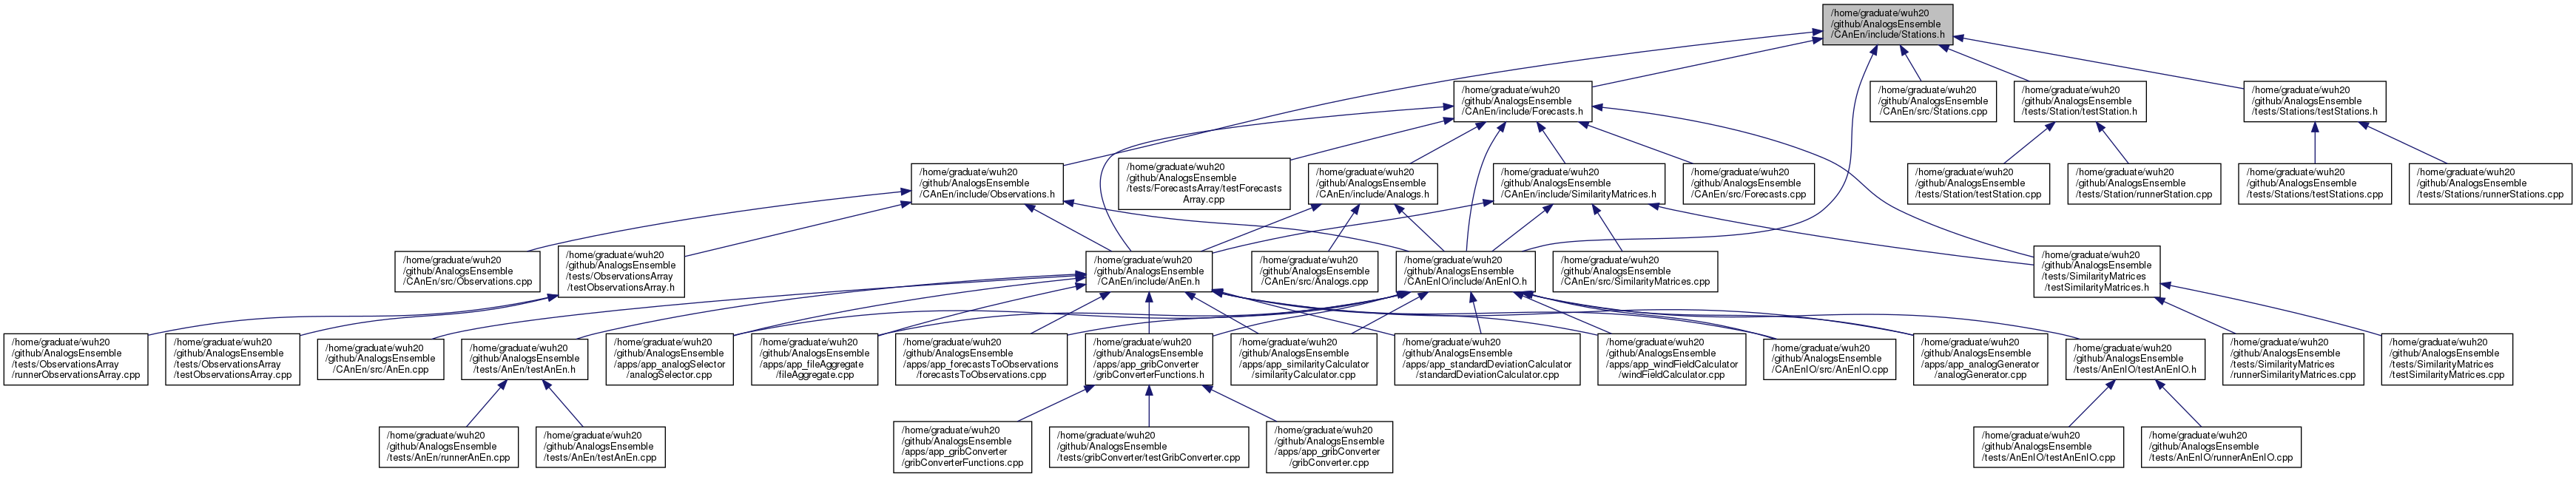 /home/graduate/wuh20
/github/AnalogsEnsemble
/CAnEn/include/Stations.h
/home/graduate/wuh20
/github/AnalogsEnsemble
/CAnEn/include/Forecasts.h
/home/graduate/wuh20
/github/AnalogsEnsemble
/CAnEn/src/Stations.cpp
/home/graduate/wuh20
/github/AnalogsEnsemble
/tests/Station/testStation.h
/home/graduate/wuh20
/github/AnalogsEnsemble
/tests/Stations/testStations.h
/home/graduate/wuh20
/github/AnalogsEnsemble
/CAnEn/include/Observations.h
/home/graduate/wuh20
/github/AnalogsEnsemble
/tests/ForecastsArray/testForecasts
Array.cpp
/home/graduate/wuh20
/github/AnalogsEnsemble
/CAnEn/include/Analogs.h
/home/graduate/wuh20
/github/AnalogsEnsemble
/CAnEn/include/SimilarityMatrices.h
/home/graduate/wuh20
/github/AnalogsEnsemble
/CAnEn/src/Forecasts.cpp
/home/graduate/wuh20
/github/AnalogsEnsemble
/tests/Station/testStation.cpp
/home/graduate/wuh20
/github/AnalogsEnsemble
/tests/Station/runnerStation.cpp
/home/graduate/wuh20
/github/AnalogsEnsemble
/tests/Stations/testStations.cpp
/home/graduate/wuh20
/github/AnalogsEnsemble
/tests/Stations/runnerStations.cpp
/home/graduate/wuh20
/github/AnalogsEnsemble
/CAnEn/src/Observations.cpp
/home/graduate/wuh20
/github/AnalogsEnsemble
/tests/ObservationsArray
/testObservationsArray.h
/home/graduate/wuh20
/github/AnalogsEnsemble
/CAnEn/include/AnEn.h
/home/graduate/wuh20
/github/AnalogsEnsemble
/CAnEn/src/Analogs.cpp
/home/graduate/wuh20
/github/AnalogsEnsemble
/CAnEnIO/include/AnEnIO.h
/home/graduate/wuh20
/github/AnalogsEnsemble
/CAnEn/src/SimilarityMatrices.cpp
/home/graduate/wuh20
/github/AnalogsEnsemble
/tests/SimilarityMatrices
/testSimilarityMatrices.h
/home/graduate/wuh20
/github/AnalogsEnsemble
/tests/ObservationsArray
/runnerObservationsArray.cpp
/home/graduate/wuh20
/github/AnalogsEnsemble
/tests/ObservationsArray
/testObservationsArray.cpp
/home/graduate/wuh20
/github/AnalogsEnsemble
/CAnEn/src/AnEn.cpp
/home/graduate/wuh20
/github/AnalogsEnsemble
/tests/AnEn/testAnEn.h
/home/graduate/wuh20
/github/AnalogsEnsemble
/apps/app_analogSelector
/analogSelector.cpp
/home/graduate/wuh20
/github/AnalogsEnsemble
/apps/app_fileAggregate
/fileAggregate.cpp
/home/graduate/wuh20
/github/AnalogsEnsemble
/apps/app_forecastsToObservations
/forecastsToObservations.cpp
/home/graduate/wuh20
/github/AnalogsEnsemble
/apps/app_gribConverter
/gribConverterFunctions.h
/home/graduate/wuh20
/github/AnalogsEnsemble
/apps/app_similarityCalculator
/similarityCalculator.cpp
/home/graduate/wuh20
/github/AnalogsEnsemble
/apps/app_standardDeviationCalculator
/standardDeviationCalculator.cpp
/home/graduate/wuh20
/github/AnalogsEnsemble
/apps/app_windFieldCalculator
/windFieldCalculator.cpp
/home/graduate/wuh20
/github/AnalogsEnsemble
/CAnEnIO/src/AnEnIO.cpp
/home/graduate/wuh20
/github/AnalogsEnsemble
/apps/app_analogGenerator
/analogGenerator.cpp
/home/graduate/wuh20
/github/AnalogsEnsemble
/tests/AnEnIO/testAnEnIO.h
/home/graduate/wuh20
/github/AnalogsEnsemble
/tests/SimilarityMatrices
/runnerSimilarityMatrices.cpp
/home/graduate/wuh20
/github/AnalogsEnsemble
/tests/SimilarityMatrices
/testSimilarityMatrices.cpp
/home/graduate/wuh20
/github/AnalogsEnsemble
/tests/AnEn/runnerAnEn.cpp
/home/graduate/wuh20
/github/AnalogsEnsemble
/tests/AnEn/testAnEn.cpp
/home/graduate/wuh20
/github/AnalogsEnsemble
/apps/app_gribConverter
/gribConverterFunctions.cpp
/home/graduate/wuh20
/github/AnalogsEnsemble
/tests/gribConverter/testGribConverter.cpp
/home/graduate/wuh20
/github/AnalogsEnsemble
/apps/app_gribConverter
/gribConverter.cpp
/home/graduate/wuh20
/github/AnalogsEnsemble
/tests/AnEnIO/testAnEnIO.cpp
/home/graduate/wuh20
/github/AnalogsEnsemble
/tests/AnEnIO/runnerAnEnIO.cpp